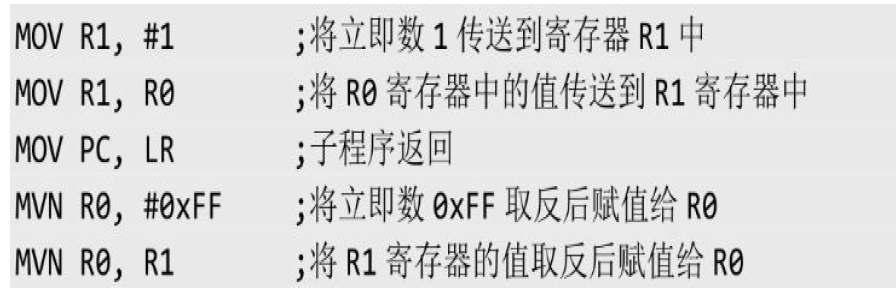 MOV R1, #1 ;将立即数 1 传送到寄存器 R1 中
MOV R1, R0 ;将 R0 寄存器中的值传送到 R1 寄存器中
MOV PC, LR ;子程序返回
MVN R0, #0xFF ;将立即数 0xFF 取反后赋值给 R0
MVN R0, R1 ;将 R1 寄存器的值取反后赋值给 R0